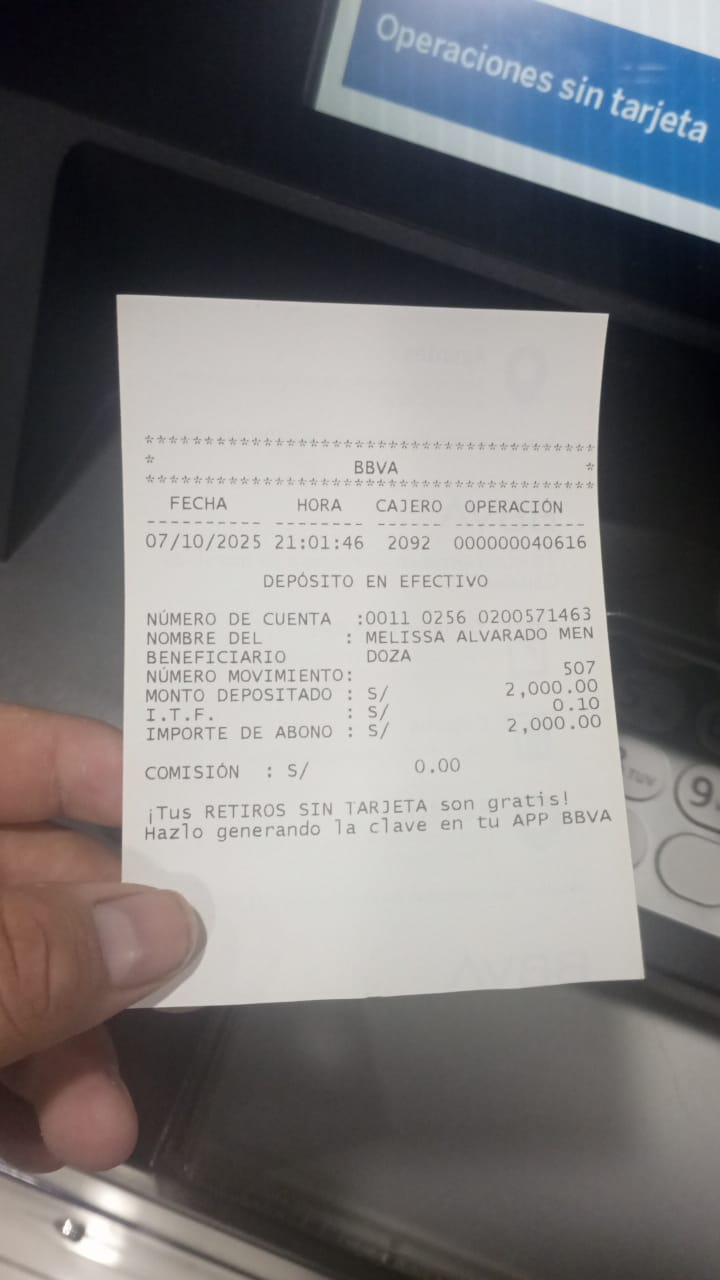 Operaciones sin tarjeta
***************************************
* BBVA *
***************************************
FECHA HORA CAJERO OPERACIÓN
---------- -------- ------ ------------
07/10/2025 21:01:46 2092 000000040616
DEPÓSITO EN EFECTIVO
NÚMERO DE CUENTA :0011 0256 0200571463
NOMBRE DEL : MELISSA ALVARADO MEN
BENEFICIARIO DOZA
NÚMERO MOVIMIENTO: 507
MONTO DEPOSITADO : S/ 2,000.00
I.T.F. : S/ 0.10
IMPORTE DE ABONO : S/ 2,000.00
COMISIÓN : S/ 0.00
¡Tus RETIROS SIN TARJETA son gratis!
Hazlo generando la clave en tu APP BBVA
TUV
9